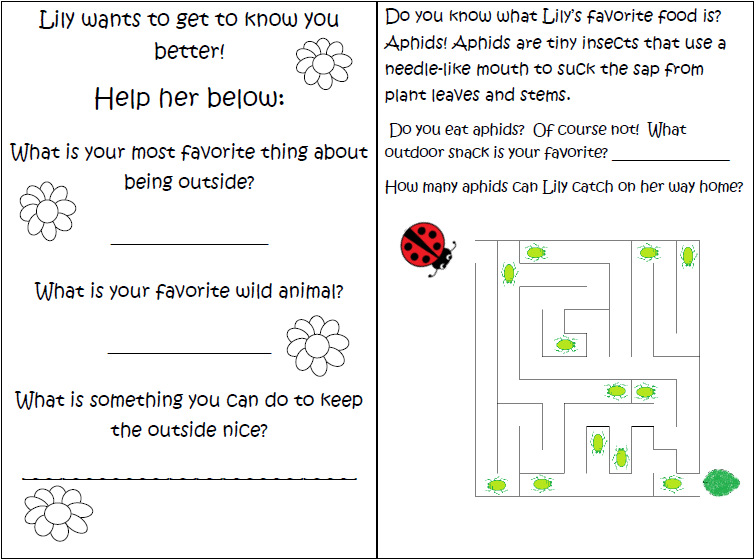 Lily wants to get to know you
better!
Help her below:
What is your most favorite thing about
being outside?
What is your favorite wild animal?
What is something you can do to keep
the outside nice?
Do you know what Lily's favorite food is?
Aphids! Aphids are tiny insects that use a
needle-like mouth to suck the sap from
plant leaves and stems.
Do you eat aphids? Of course not! What
outdoor snack is your favorite?
How many aphids can Lily catch on her way home?